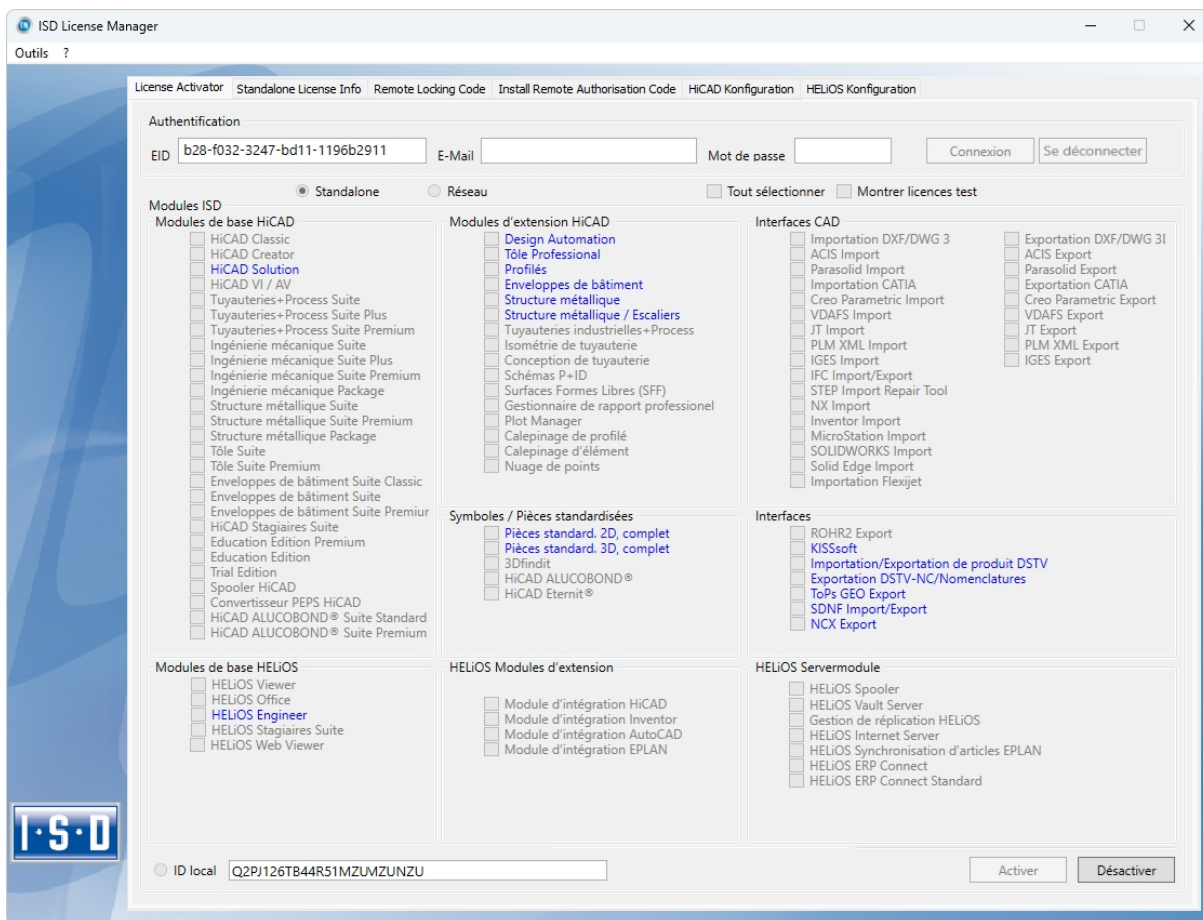 ISD License Manager
Outils ?
License Activator Standalone License Info Remote Locking Code Install Remote Authorisation Code HiCAD Konfiguration HELiOS Konfiguration
Authentification
EID b28-f032-3247-bd11-1196b2911 E-Mail Mot de passe Connexion Se déconnecter
Standalone Réseau Tout sélectionner Montrer licences test
Modules ISD
Modules de base HiCAD
HiCAD Classic
HiCAD Creator
HiCAD Solution
HiCAD VI / AV
Tuyauteries+Process Suite
Tuyauteries+Process Suite Plus
Tuyauteries+Process Suite Premium
Ingénierie mécanique Suite
Ingénierie mécanique Suite Plus
Ingénierie mécanique Suite Premium
Ingénierie mécanique Package
Structure métallique Suite
Structure métallique Suite Premium
Structure métallique Package
Tôle Suite
Tôle Suite Premium
Enveloppes de bâtiment Suite Classic
Enveloppes de bâtiment Suite
Enveloppes de bâtiment Suite Premiur
HiCAD Stagiaires Suite
Education Edition Premium
Education Edition
Trial Edition
Spooler HiCAD
Convertisseur PEPS HiCAD
HiCAD ALUCOBOND® Suite Standard
HiCAD ALUCOBOND® Suite Premium
Modules d'extension HiCAD
Design Automation
Tôle Professional
Profilés
Enveloppes de bâtiment
Structure métallique
Structure métallique / Escaliers
Tuyauteries industrielles+Process
Isométrie de tuyauterie
Conception de tuyauterie
Schémas P+ID
Surfaces Formes Libres (SFF)
Gestionnaire de rapport professionel
Plot Manager
Calepinage de profilé
Calepinage d'élément
Nuage de points
Interfaces CAD
Importation DXF/DWG 3
ACIS Import
Parasolid Import
Importation CATIA
Creo Parametric Import
VDAFS Import
JT Import
PLM XML Import
IGES Import
IFC Import/Export
STEP Import Repair Tool
NX Import
Inventor Import
MicroStation Import
SOLIDWORKS Import
Solid Edge Import
Importation Flexijet
Exportation DXF/DWG 3I
ACIS Export
Parasolid Export
Exportation CATIA
Creo Parametric Export
VDAFS Export
JT Export
PLM XML Export
IGES Export
Symboles / Pièces standardisées
Pièces standard. 2D, complet
Pièces standard. 3D, complet
3Dfindit
HiCAD ALUCOBOND®
HiCAD Eternit®
Interfaces
ROHR2 Export
KISSsoft
Importation/Exportation de produit DSTV
Exportation DSTV-NC/Nomenclatures
ToPs GEO Export
SDNF Import/Export
NCX Export
Modules de base HELiOS
HELiOS Viewer
HELiOS Office
HELiOS Engineer
HELiOS Stagiaires Suite
HELiOS Web Viewer
HELiOS Modules d'extension
Module d'intégration HiCAD
Module d'intégration Inventor
Module d'intégration AutoCAD
Module d'intégration EPLAN
HELiOS Servermodule
HELiOS Spooler
HELiOS Vault Server
Gestion de réplication HELiOS
HELiOS Internet Server
HELiOS Synchronisation d'articles EPLAN
HELiOS ERP Connect
HELiOS ERP Connect Standard
I·S·D
ID local Q2PJ126TB44R51MZUMZUNZU Activer Désactiver